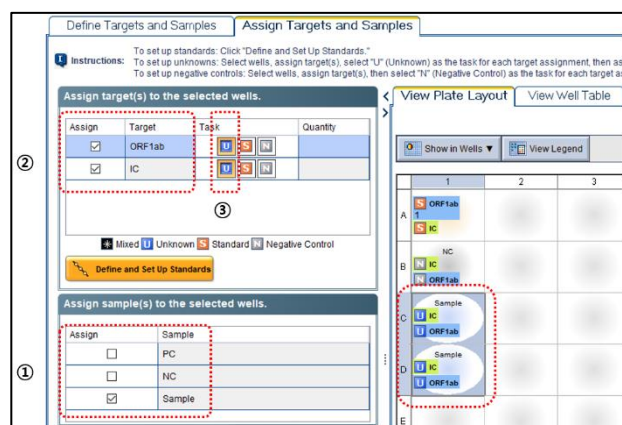 Define Targets and Samples
Assign Targets and Samples
Instructions:
To set up standards: Click "Define and Set Up Standards."
To set up unknowns: Select wells, assign target(s), select "U" (Unknown) as the task for each target assignment, then as
To set up negative controls: Select wells, assign target(s), then select "N" (Negative Control) as the task for each target as
Assign target(s) to the selected wells.
Assign Target Task Quantity
ORF1ab U S N
IC U S N
②
③
Mixed U Unknown S Standard N Negative Control
Define and Set Up Standards
Assign sample(s) to the selected wells.
Assign Sample
PC
NC
Sample
①
View Plate Layout
View Well Table
Show in Wells ▼
View Legend
1 2 3
A
S ORF1ab
1
S IC
B
NC
N IC
N ORF1ab
C
Sample
U IC
U ORF1ab
D
Sample
U IC
U ORF1ab
E